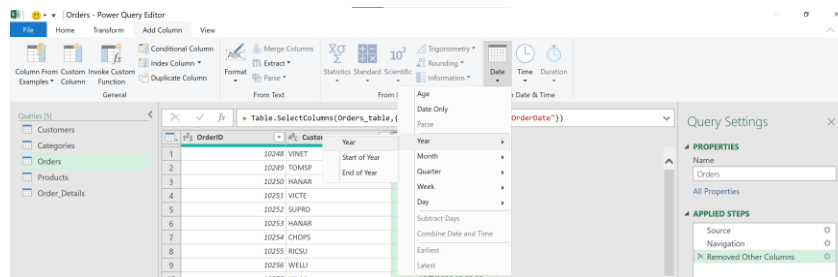 Orders - Power Query Editor
File Home Transform Add Column View
Column From Examples Custom Column Invoke Custom Function
Conditional Column
Index Column
Duplicate Column
General
Format
Merge Columns
Extract
Parse
From Text
Statistics Standard Scientific
10²
Trigonometry
Rounding
Information
Date Time Duration
Date & Time
Queries [5]
Customers
Categories
Orders
Products
Order_Details
fx = Table.SelectColumns(Orders_table,{ OrderDate"})
OrderID
1 10248 VINET
2 10249 TOMSP
3 10250 HANAR
4 10251 VICTE
5 10252 SUPRD
6 10253 HANAR
7 10254 CHOPS
8 10255 RICSU
9 10256 WELLI
Year
Start of Year
End of Year
Age
Date Only
Parse
Year
Month
Quarter
Week
Day
Subtract Days
Combine Date and Time
Earliest
Latest
Query Settings
PROPERTIES
Name
Orders
All Properties
APPLIED STEPS
Source
Navigation
Removed Other Columns